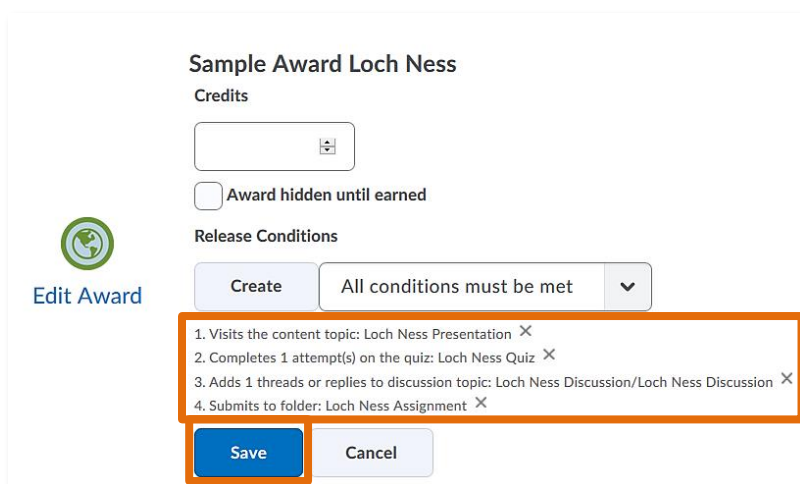 Sample Award Loch Ness
Credits
Award hidden until earned
Release Conditions
Edit Award
Create
All conditions must be met
1. Visits the content topic: Loch Ness Presentation
2. Completes 1 attempt(s) on the quiz: Loch Ness Quiz
3. Adds 1 threads or replies to discussion topic: Loch Ness Discussion/Loch Ness Discussion
4. Submits to folder: Loch Ness Assignment
Save
Cancel